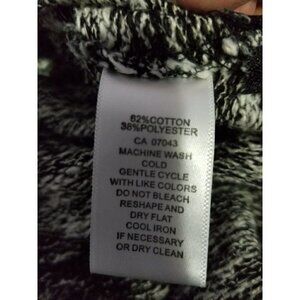 62%COTTON
38%POLYESTER
CA 07043
MACHINE WASH
COLD
GENTLE CYCLE
WITH LIKE COLORS
DO NOT BLEACH
RESHAPE AND
DRY FLAT
COOL IRON
IF NECESSARY
OR DRY CLEAN